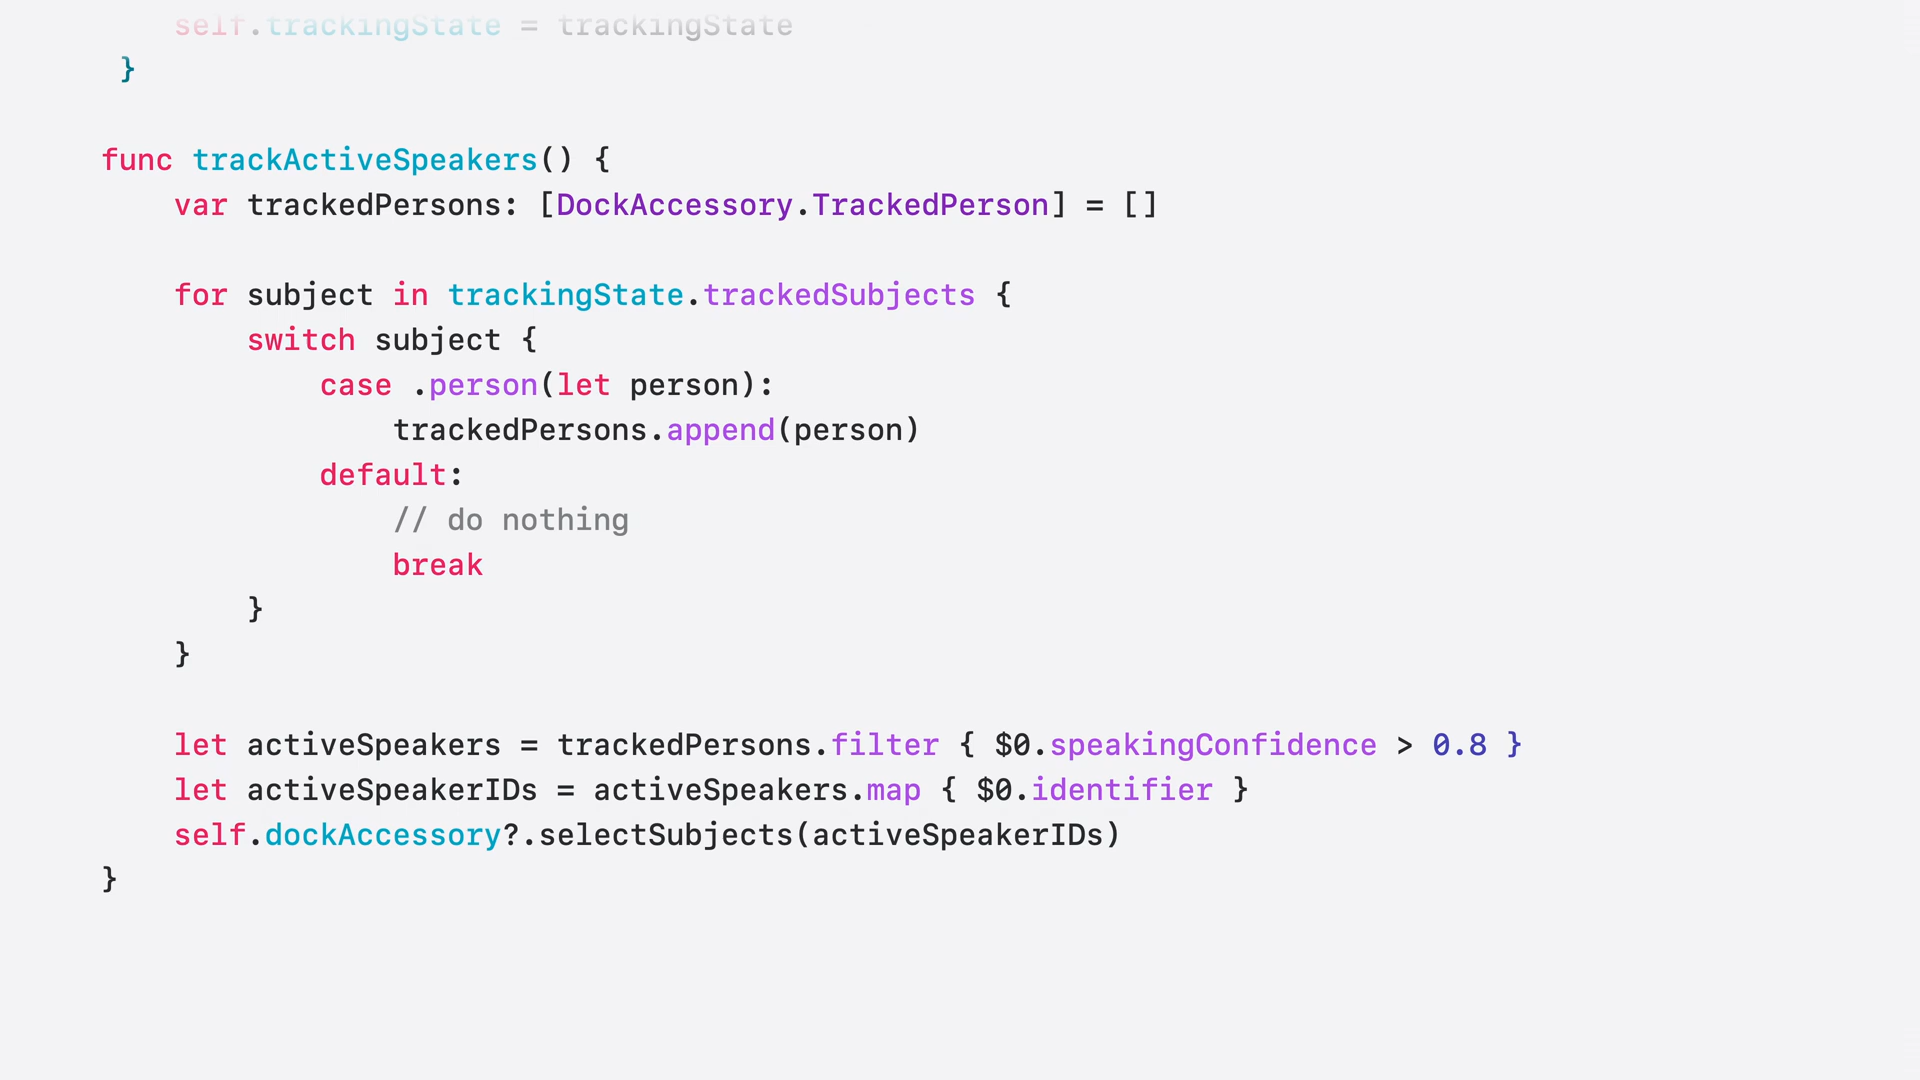 self.trackingState = trackingState
}
func trackActiveSpeakers() {
var trackedPersons: [DockAccessory.TrackedPerson] = []
for subject in trackingState.trackedSubjects {
switch subject {
case .person(let person):
trackedPersons.append(person)
default:
// do nothing
break
}
}
let activeSpeakers = trackedPersons.filter { $0.speakingConfidence > 0.8 }
let activeSpeakerIDs = activeSpeakers.map { $0.identifier }
self.dockAccessory?.selectSubjects(activeSpeakerIDs)
}